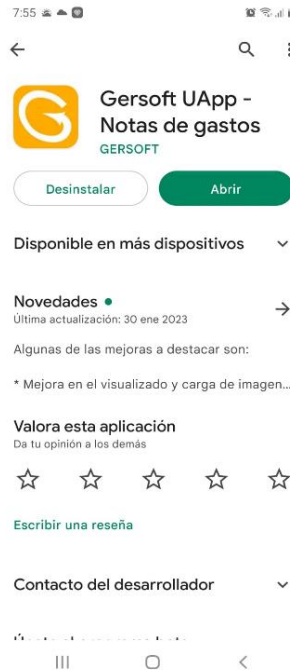 7:55
Gersoft UApp -
Notas de gastos
GERSOFT
Desinstalar
Abrir
Disponible en más dispositivos
Novedades
Última actualización: 30 ene 2023
Algunas de las mejoras a destacar son:
* Mejora en el visualizado y carga de imagen...
Valora esta aplicación
Da tu opinión a los demás
Escribir una reseña
Contacto del desarrollador